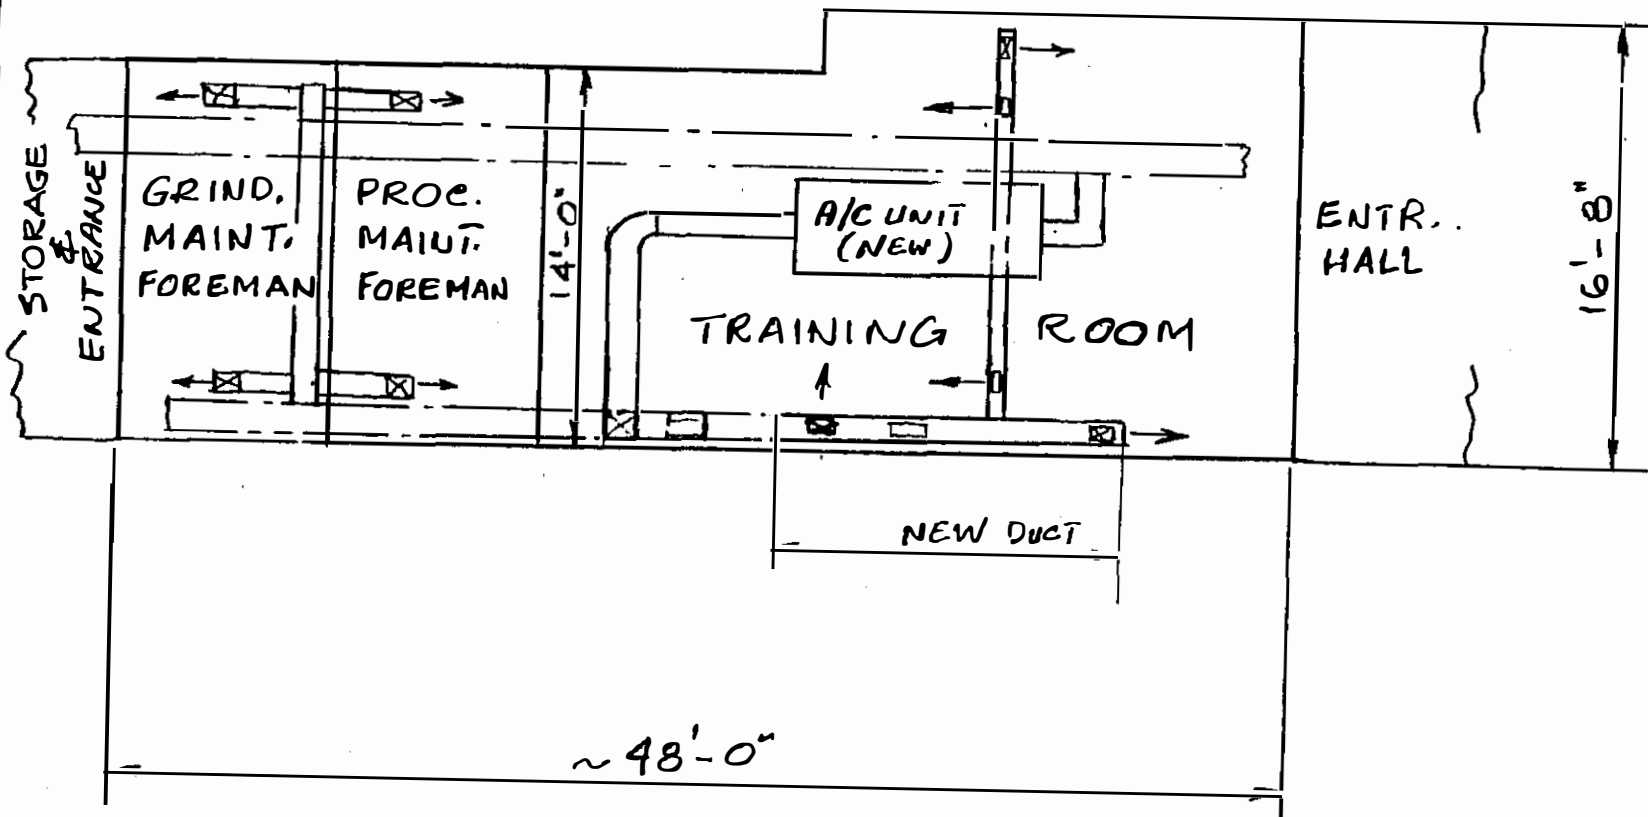 STORAGE
&
ENTRANCE
GRIND.
MAINT.
FOREMAN
PROC.
MAINT.
FOREMAN
14'-0"
A/C UNIT
(NEW)
TRAINING ROOM
ENTR..
HALL
16'-8"
NEW DUCT
~48'-0"